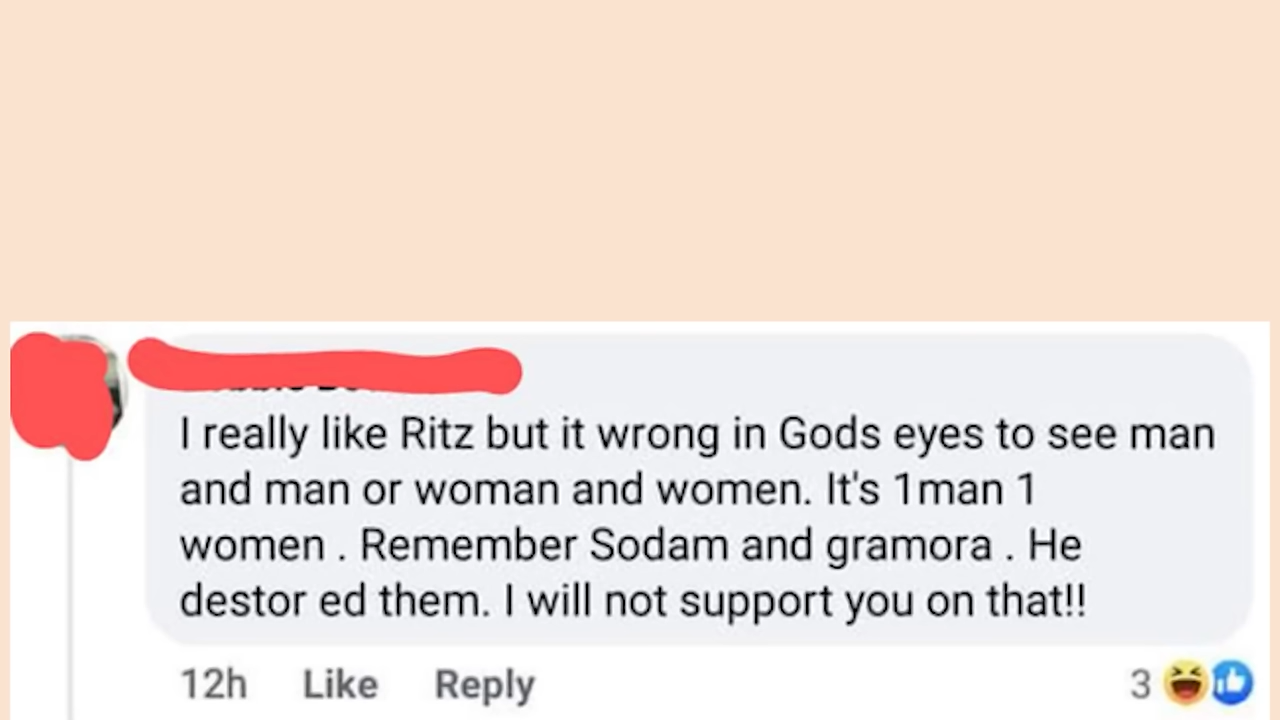 I really like Ritz but it wrong in Gods eyes to see man
and man or woman and women. It's 1man 1
women . Remember Sodam and gramora . He
destor ed them. I will not support you on that!!
12h Like Reply 3